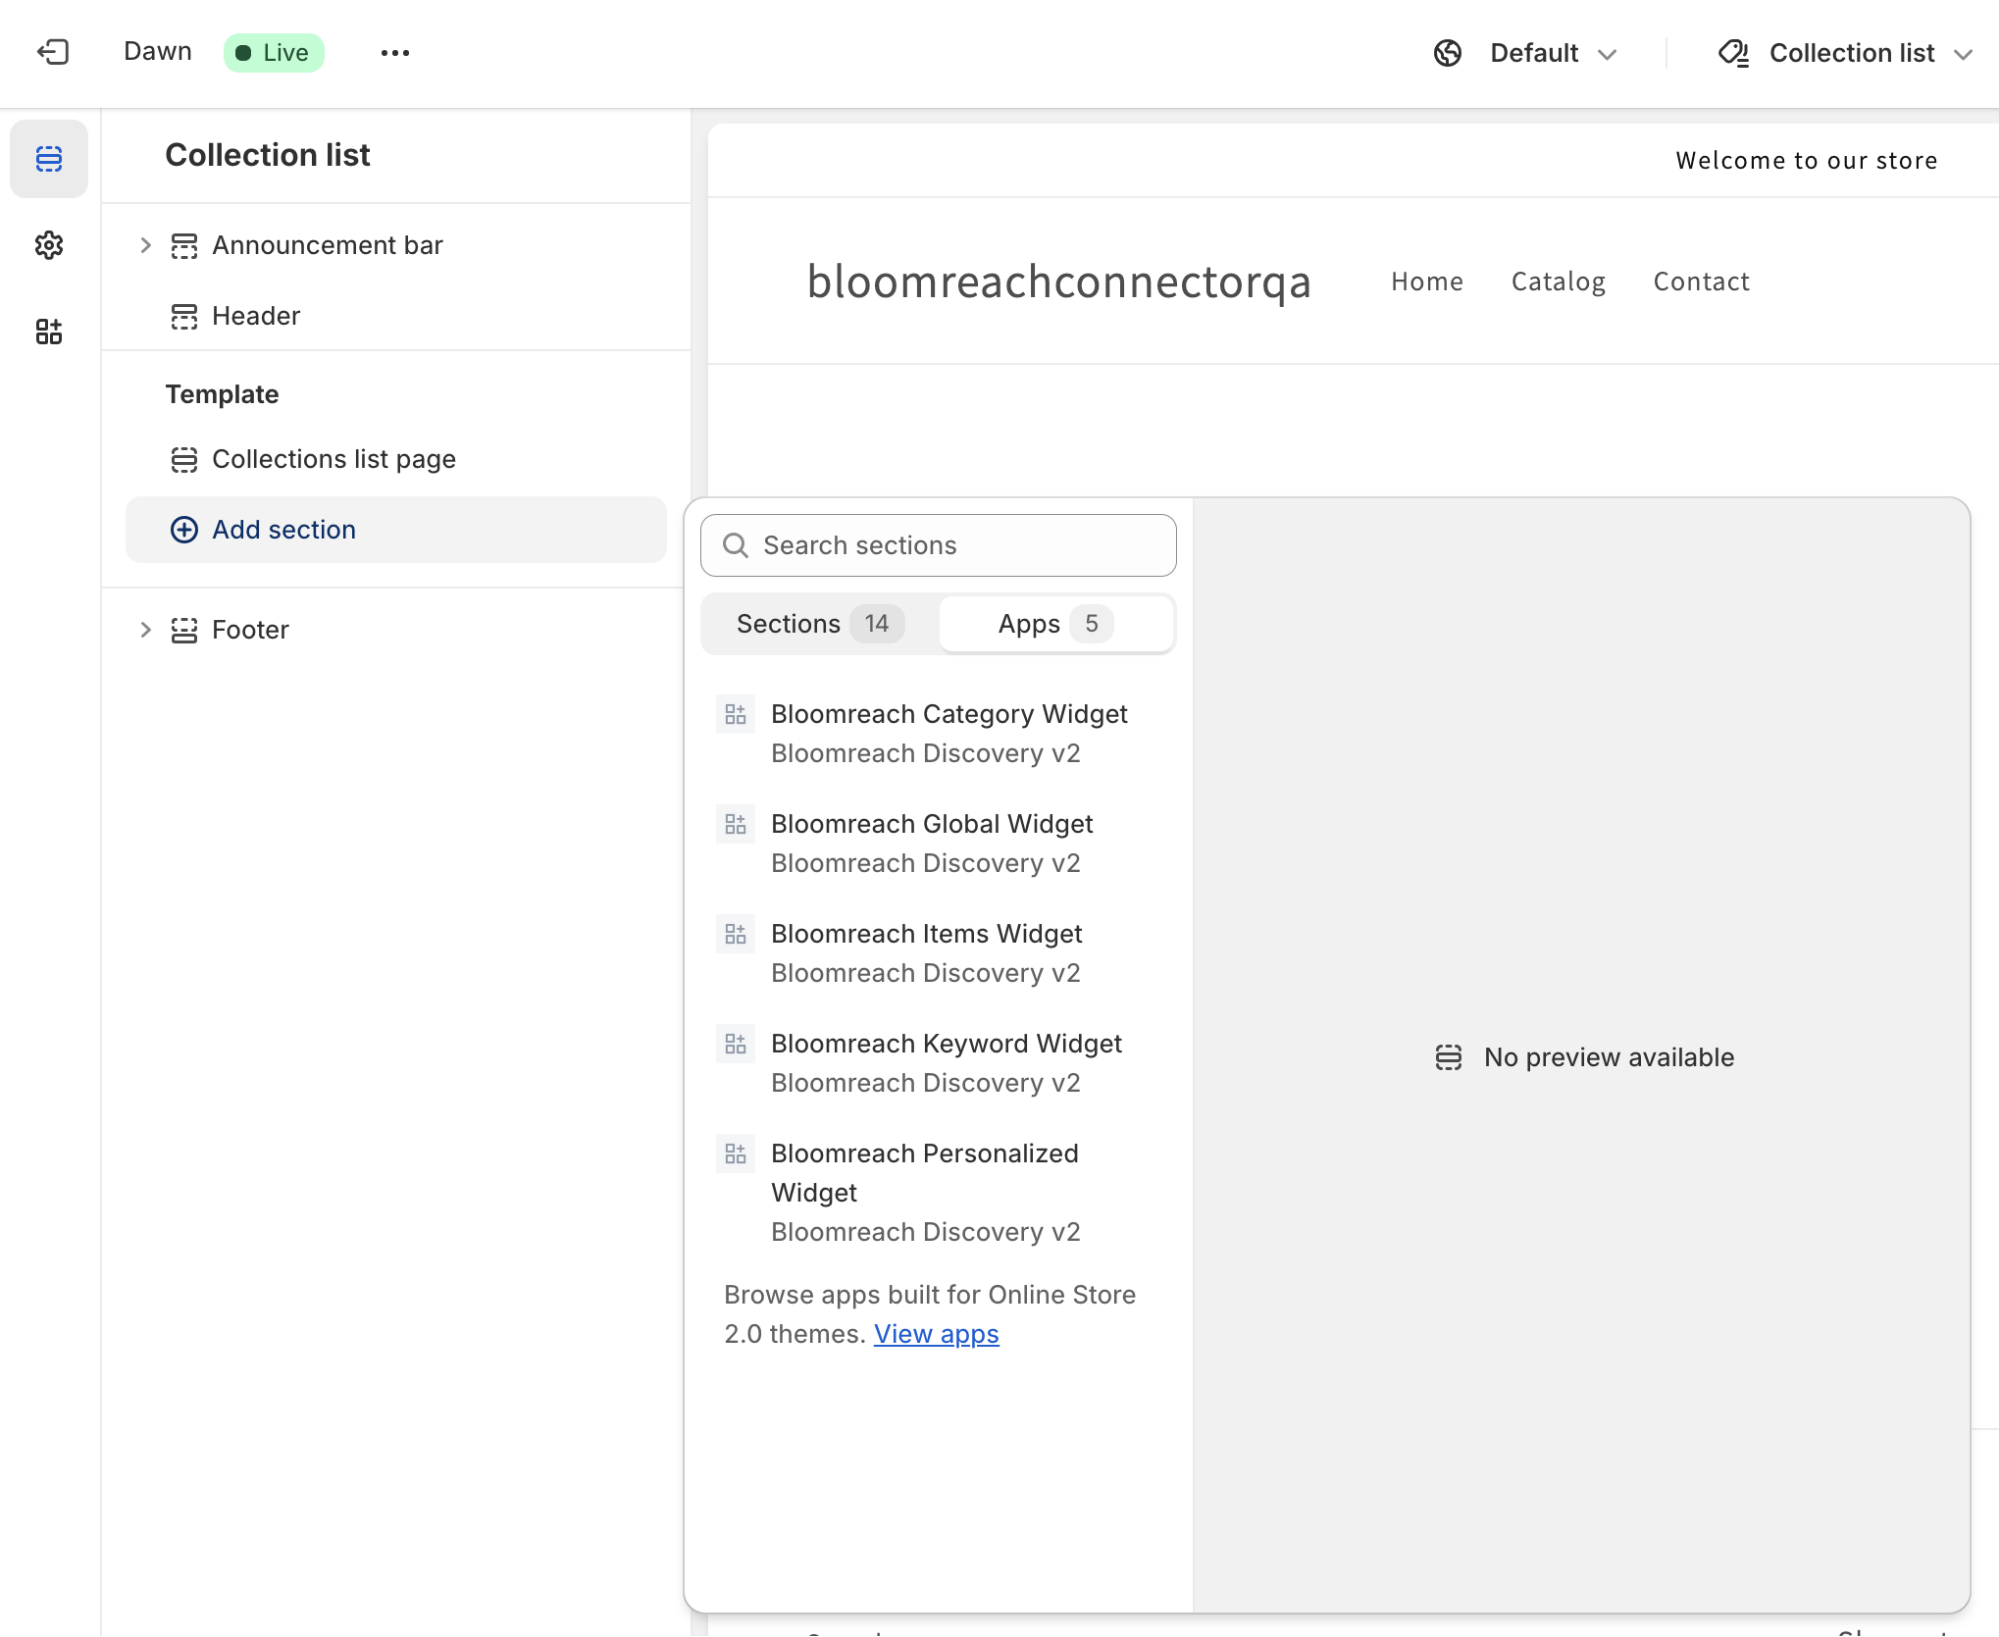 Dawn
Live
Default
Collection list
Collection list
Announcement bar
Header
Template
Collections list page
Add section
Footer
Welcome to our store
bloomreachconnectorqa
Home
Catalog
Contact
Search sections
Sections 14
Apps 5
Bloomreach Category Widget
Bloomreach Discovery v2
Bloomreach Global Widget
Bloomreach Discovery v2
Bloomreach Items Widget
Bloomreach Discovery v2
Bloomreach Keyword Widget
Bloomreach Discovery v2
Bloomreach Personalized
Widget
Bloomreach Discovery v2
Browse apps built for Online Store
2.0 themes. View apps
No preview available